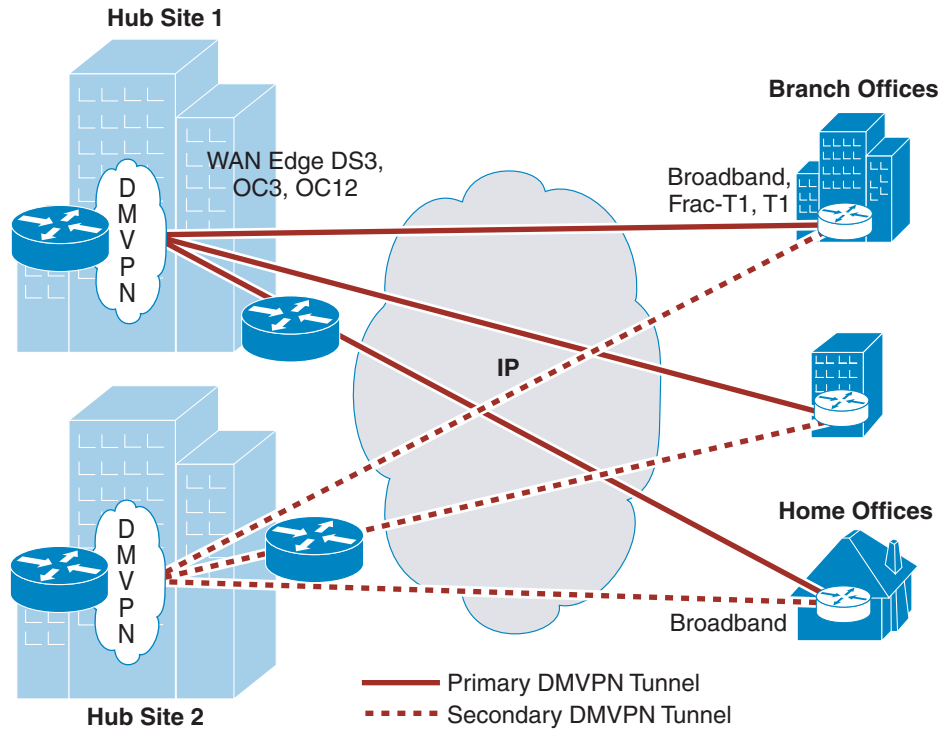 Hub Site 1
Branch Offices
WAN Edge DS3,
OC3, OC12
Broadband,
Frac-T1, T1
D
M
V
P
N
IP
Home Offices
D
M
V
P
N
Broadband
Primary DMVPN Tunnel
Hub Site 2
Secondary DMVPN Tunnel